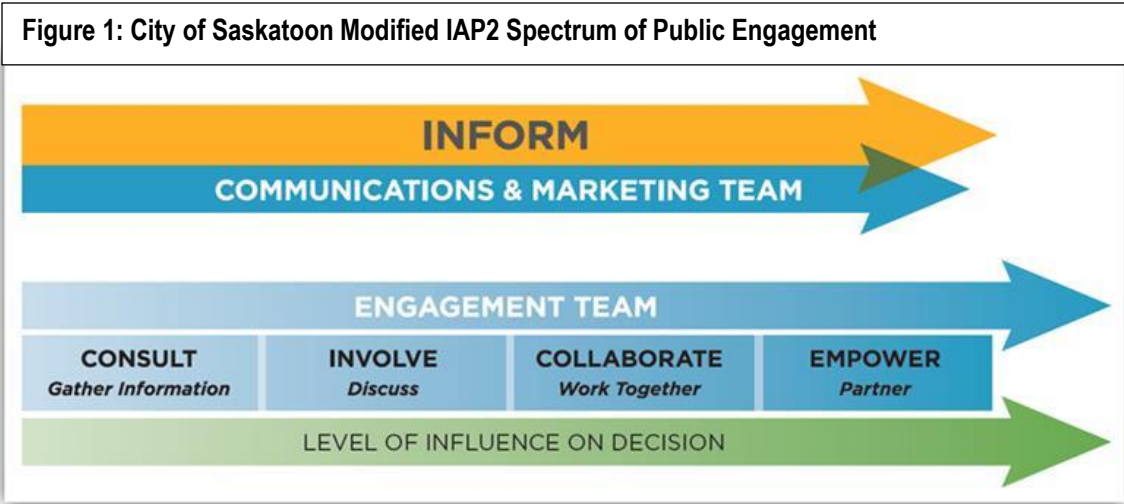 Figure 1: City of Saskatoon Modified IAP2 Spectrum of Public Engagement
INFORM
COMMUNICATIONS & MARKETING TEAM
ENGAGEMENT TEAM
CONSULT
Gather Information
INVOLVE
Discuss
COLLABORATE
Work Together
EMPOWER
Partner
LEVEL OF INFLUENCE ON DECISION